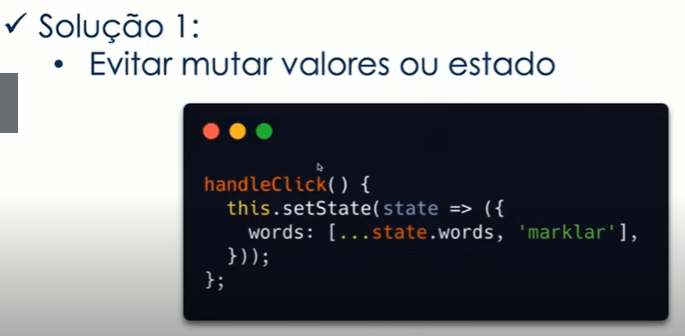 ✓ Solução 1:
• Evitar mutar valores ou estado
handleClick() {
  this.setState(state => ({
    words: [...state.words, 'marklar'],
  }));
};